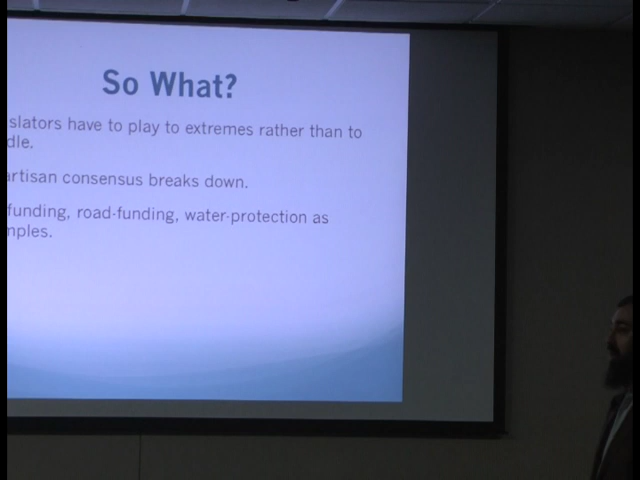 So What?
slators have to play to extremes rather than to
dle.
artisan consensus breaks down.
funding, road-funding, water-protection as
mples.